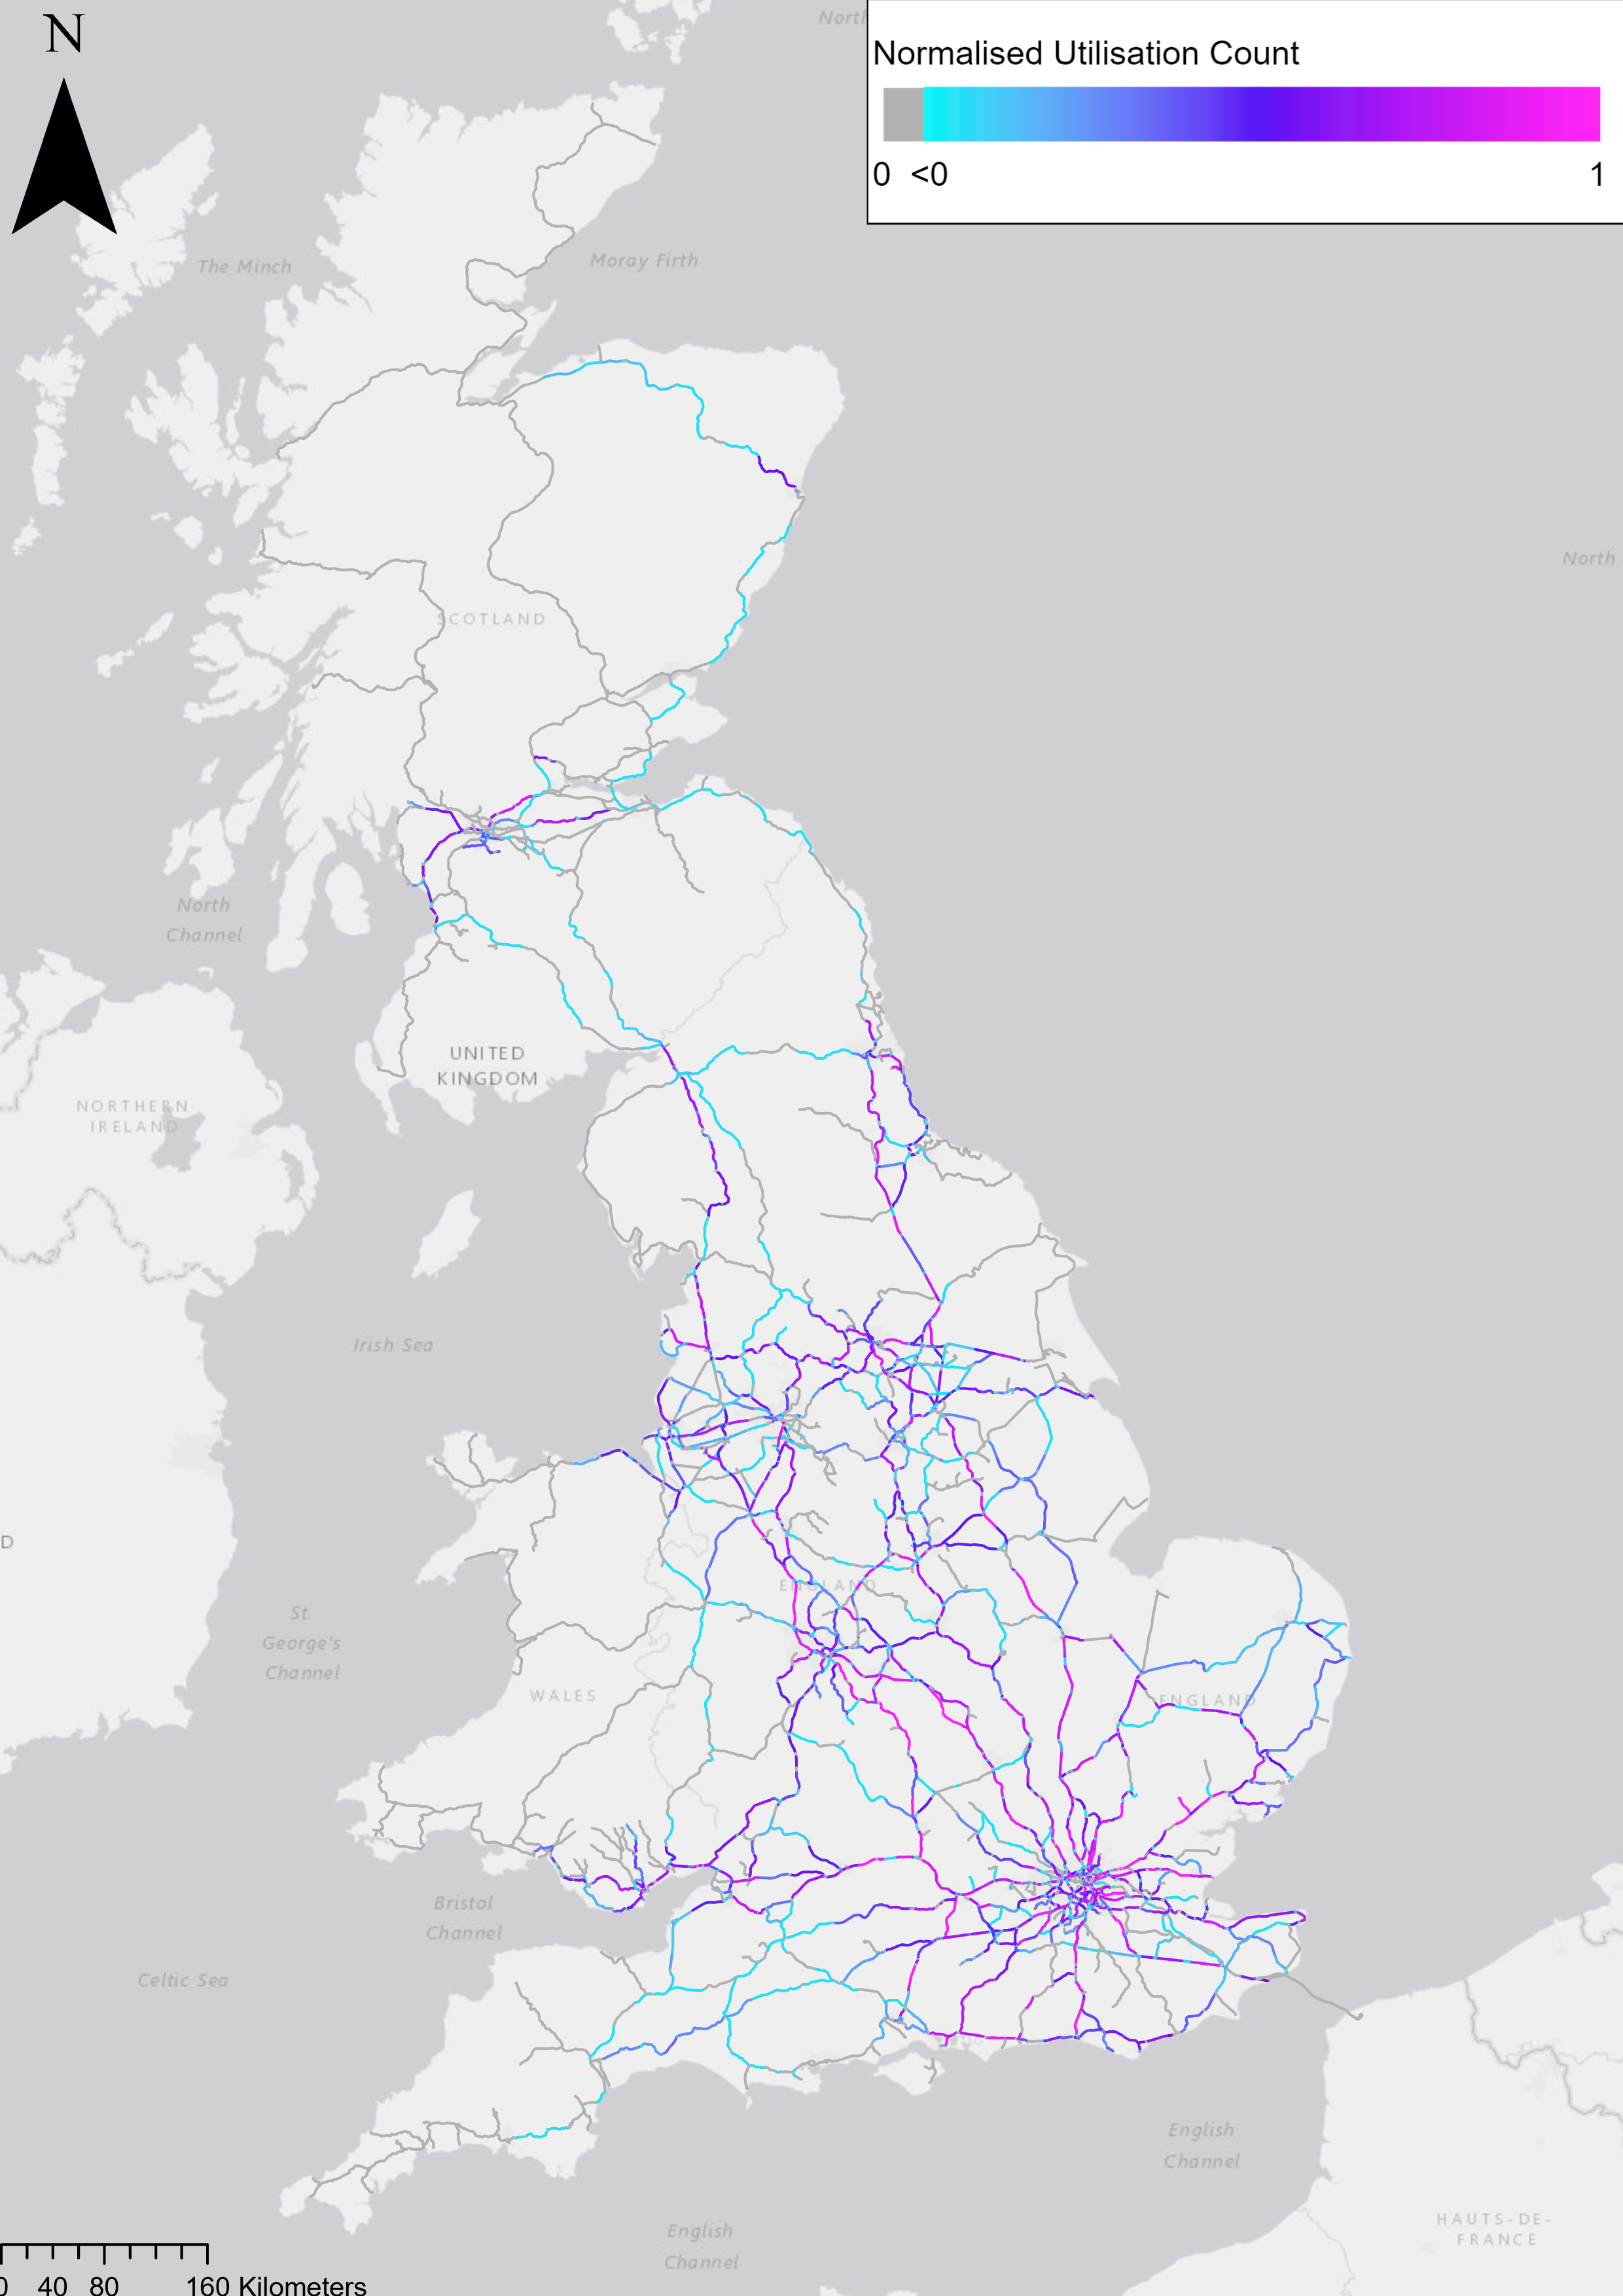 N
North
Normalised Utilisation Count
0 <0 1
The Minch
Moray Firth
North
SCOTLAND
North
Channel
UNITED
KINGDOM
NORTHERN
IRELAND
Irish Sea
D
ENGLAND
St.
George's
Channel
WALES
ENGLAND
Bristol
Channel
Celtic Sea
English
Channel
HAUTS-DE-
FRANCE
English
Channel
0 40 80 160 Kilometers